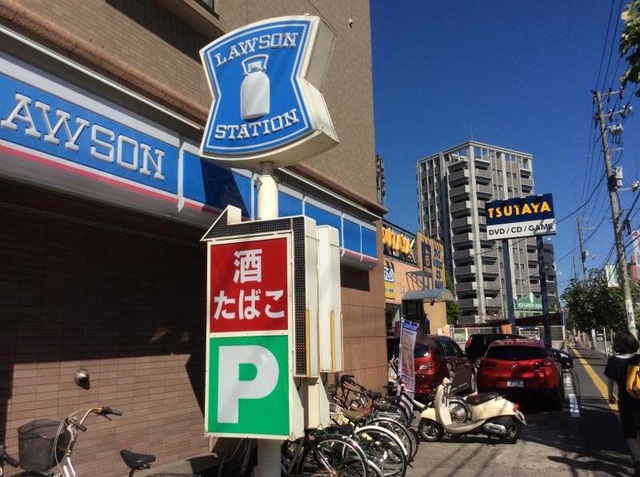 LAWSON
STATION
LAWSON
酒
たばこ
P
TSUTAYA
DVD / CD / GAME